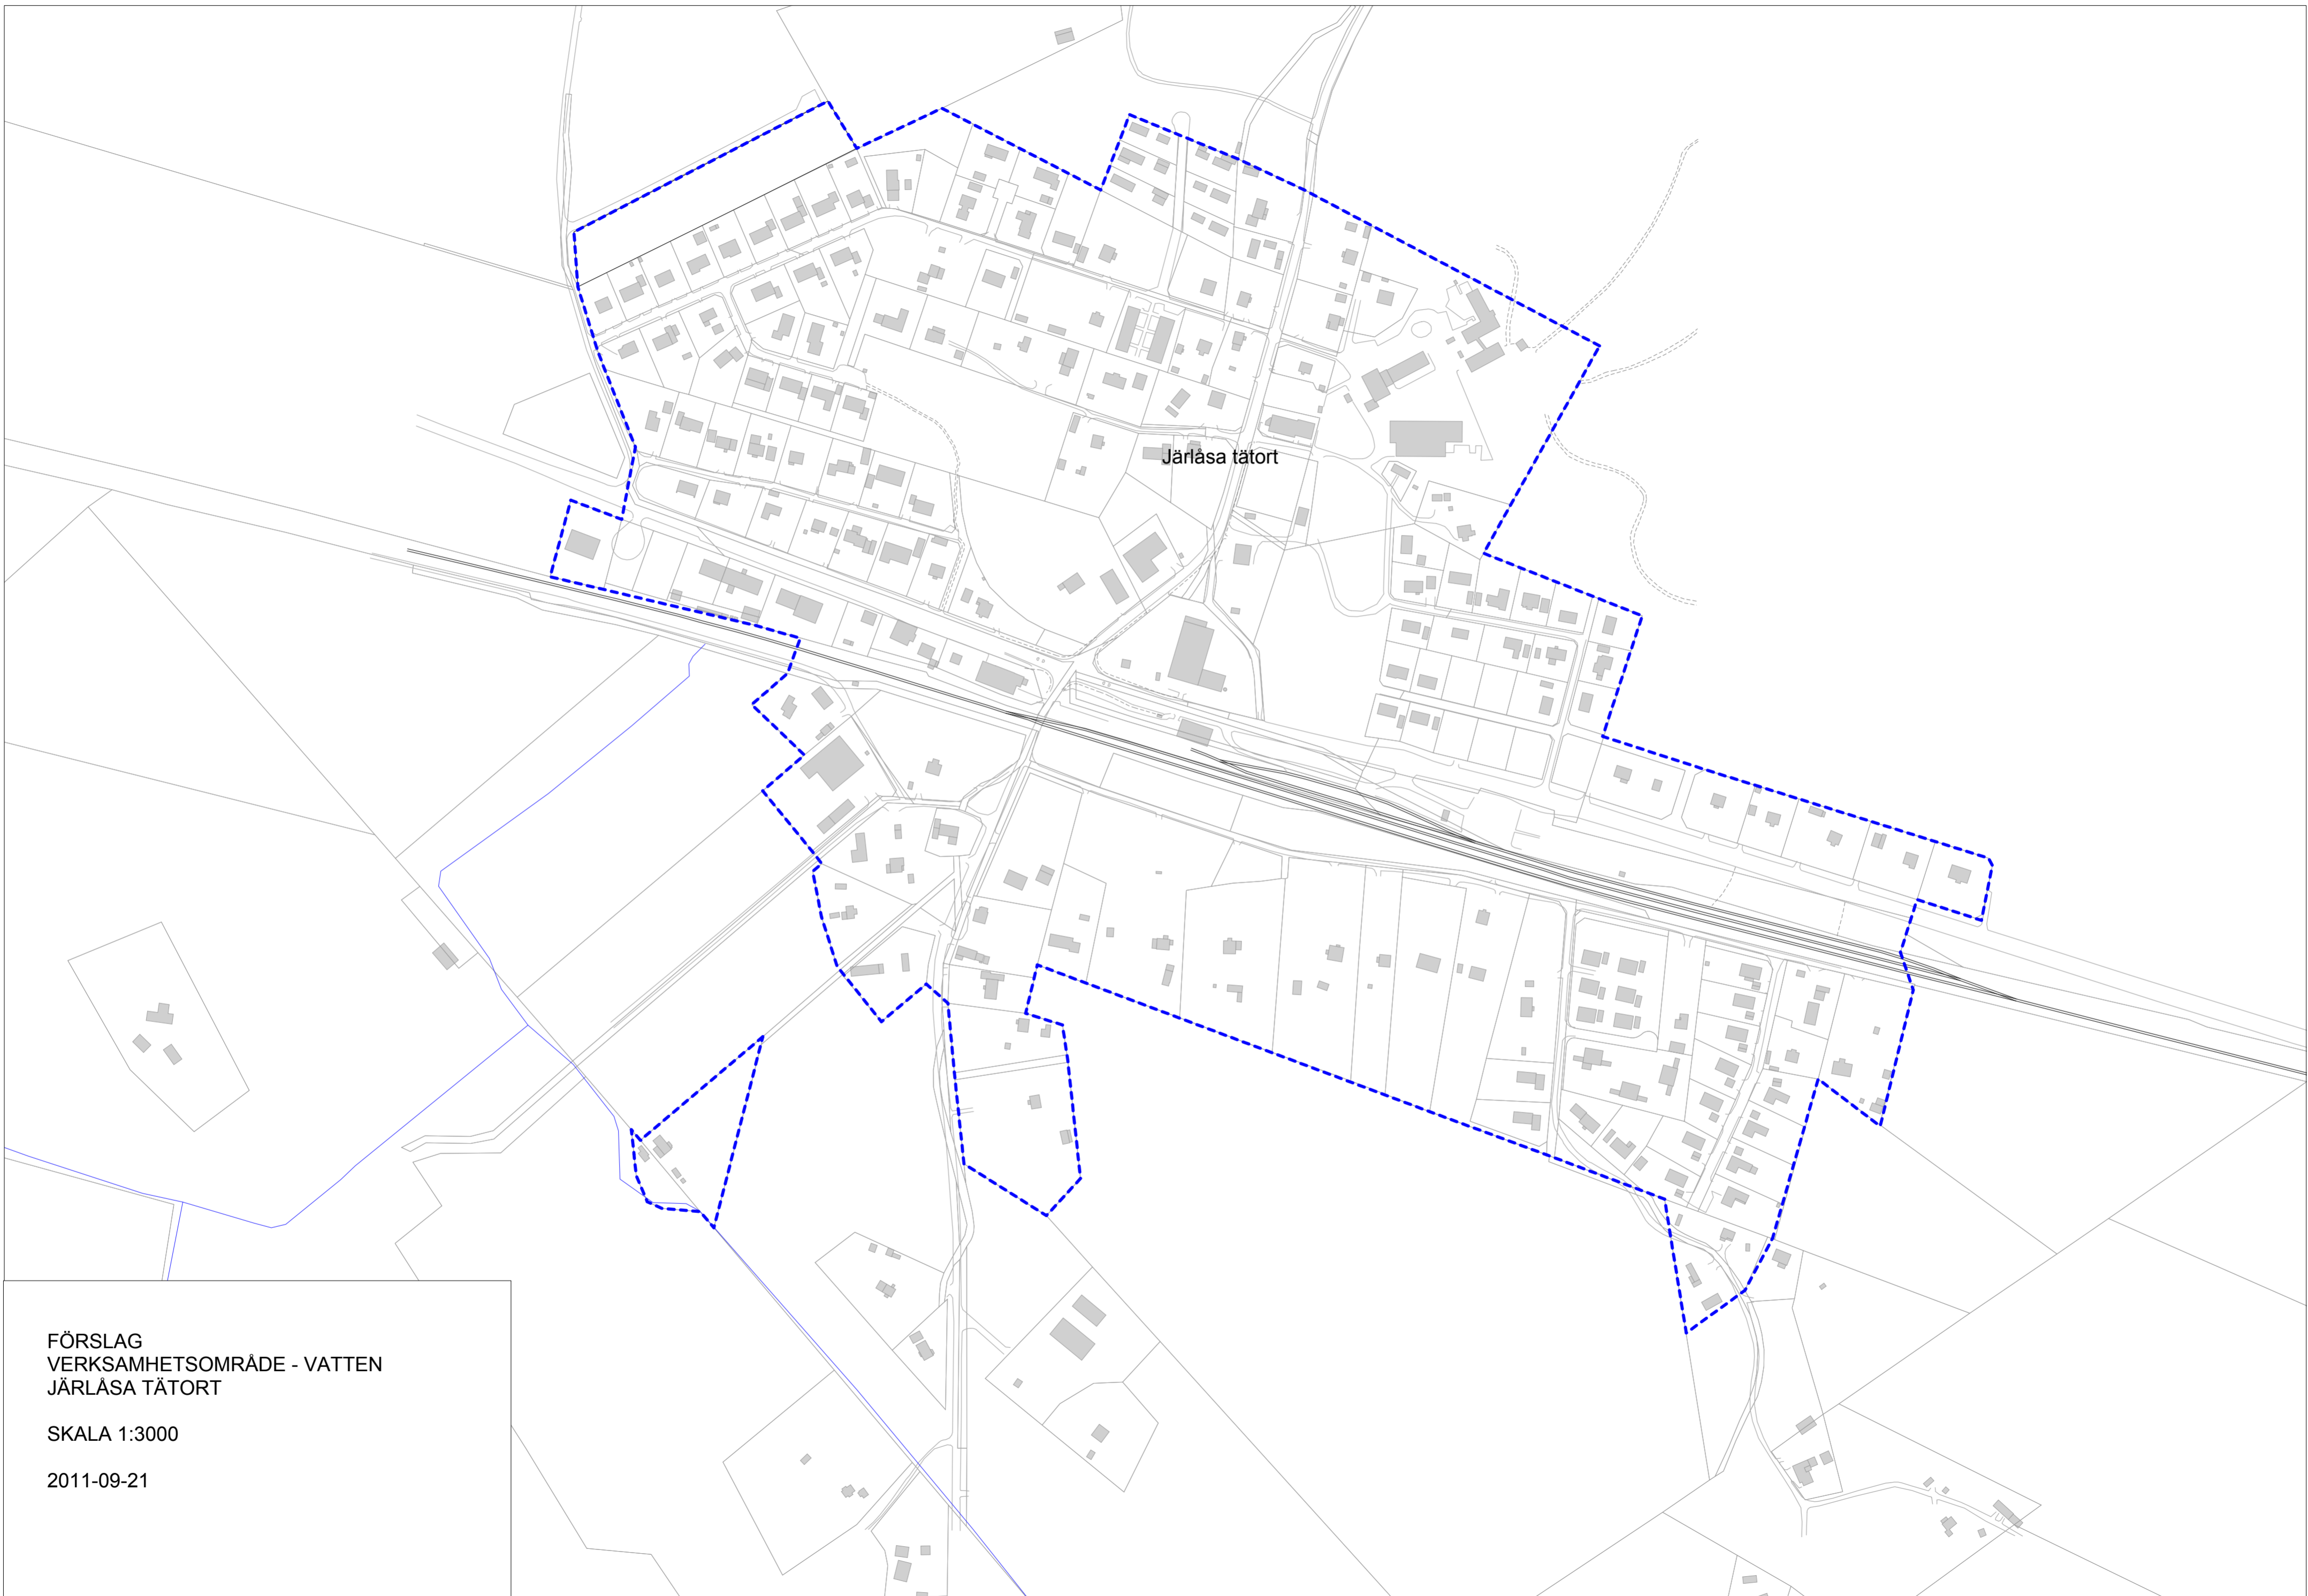 Järlåsa tätort
FÖRSLAG
VERKSAMHETSOMRÅDE - VATTEN
JÄRLÅSA TÄTORT
SKALA 1:3000
2011-09-21